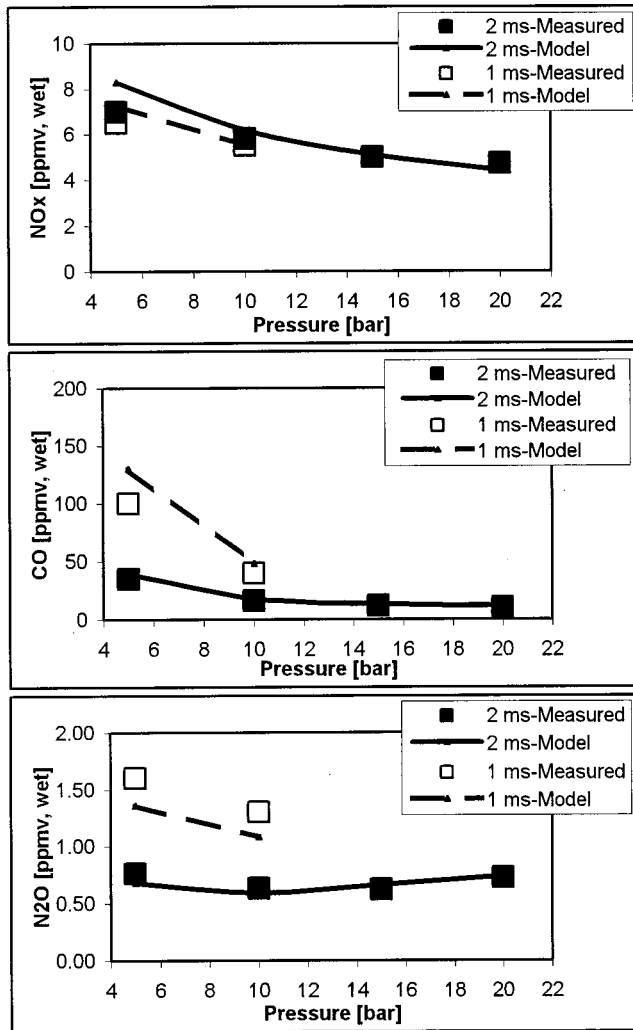 2 ms-Measured
2 ms-Model
1 ms-Measured
1 ms-Model
NOx [ppmv, wet]
10
8
6
4
2
0
4 6 8 10 12 14 16 18 20 22
Pressure [bar]
2 ms-Measured
2 ms-Model
1 ms-Measured
1 ms-Model
CO [ppmv, wet]
200
150
100
50
0
4 6 8 10 12 14 16 18 20 22
Pressure [bar]
2 ms-Measured
2 ms-Model
1 ms-Measured
1 ms-Model
N2O [ppmv, wet]
2.00
1.50
1.00
0.50
0.00
4 6 8 10 12 14 16 18 20 22
Pressure [bar]